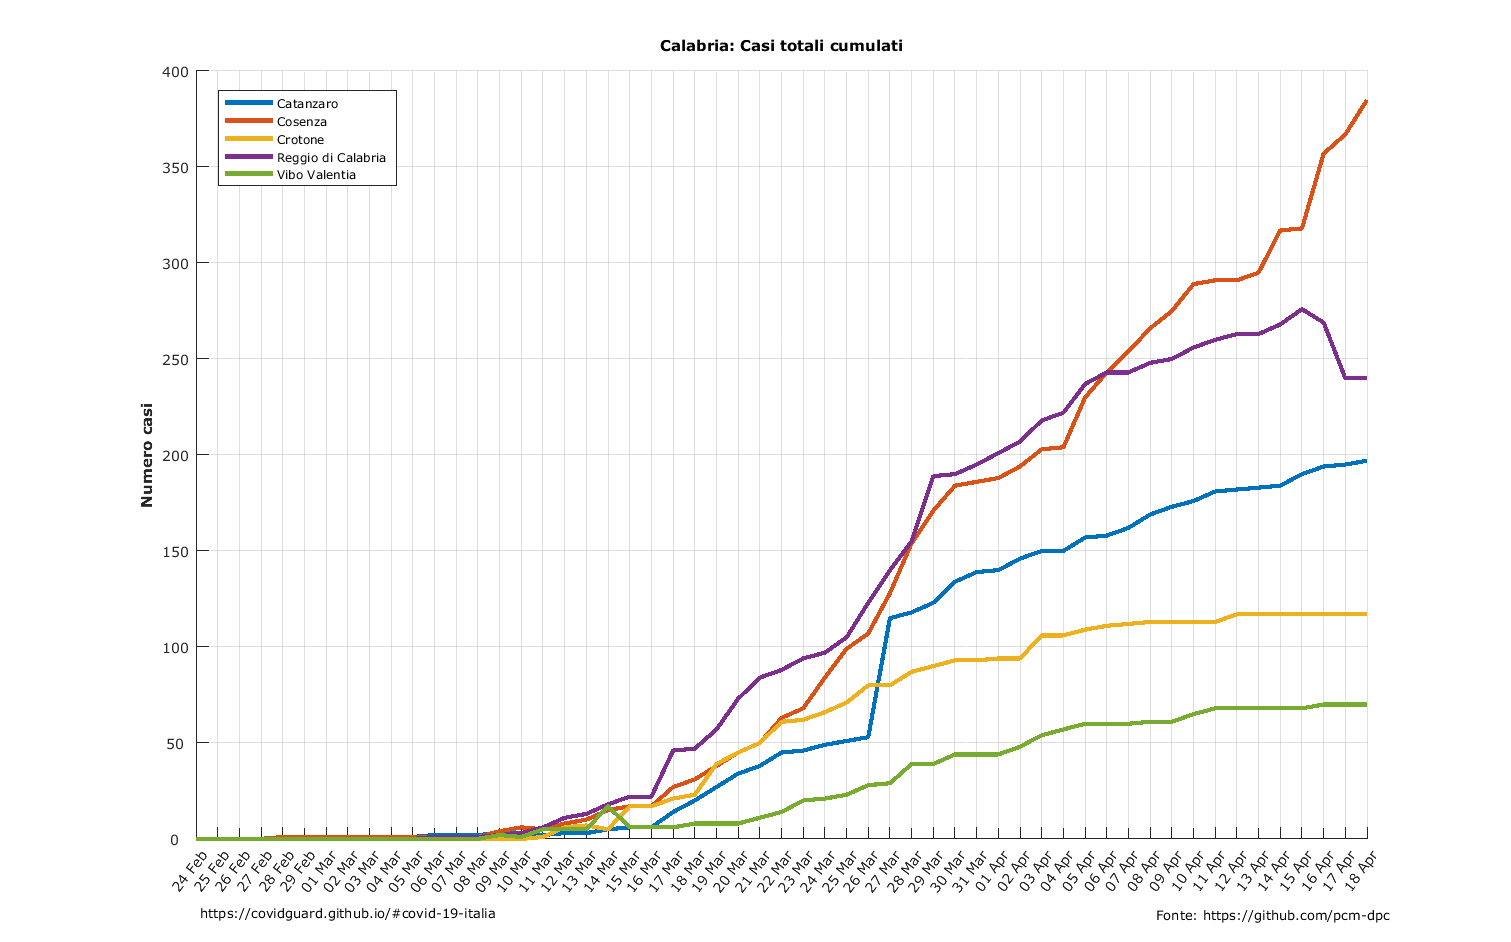 Calabria: Casi totali cumulati
400
350
300
250
200
150
100
50
0
Numero casi
Catanzaro
Cosenza
Crotone
Reggio di Calabria
Vibo Valentia
24 Feb
25 Feb
26 Feb
27 Feb
28 Feb
29 Feb
01 Mar
02 Mar
03 Mar
04 Mar
05 Mar
06 Mar
07 Mar
08 Mar
09 Mar
10 Mar
11 Mar
12 Mar
13 Mar
14 Mar
15 Mar
16 Mar
17 Mar
18 Mar
19 Mar
20 Mar
21 Mar
22 Mar
23 Mar
24 Mar
25 Mar
26 Mar
27 Mar
28 Mar
29 Mar
30 Mar
31 Mar
01 Apr
02 Apr
03 Apr
04 Apr
05 Apr
06 Apr
07 Apr
08 Apr
09 Apr
10 Apr
11 Apr
12 Apr
13 Apr
14 Apr
15 Apr
16 Apr
17 Apr
18 Apr
https://covidguard.github.io/#covid-19-italia
Fonte: https://github.com/pcm-dpc